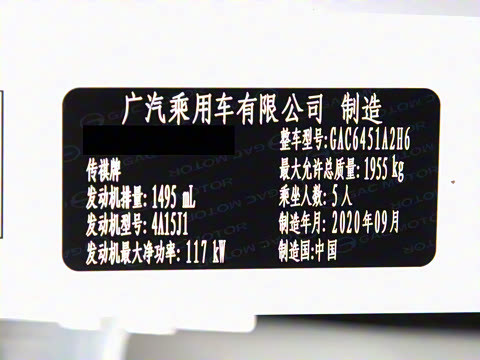 广汽乘用车有限公司 制造
整车型号:GAC6451A2H6
传祺牌 最大允许总质量:1955kg
发动机排量:1495 mL 乘坐人数:5人
发动机型号:4A15J1 制造年月:2020年09月
发动机最大净功率:117 kW 制造国:中国